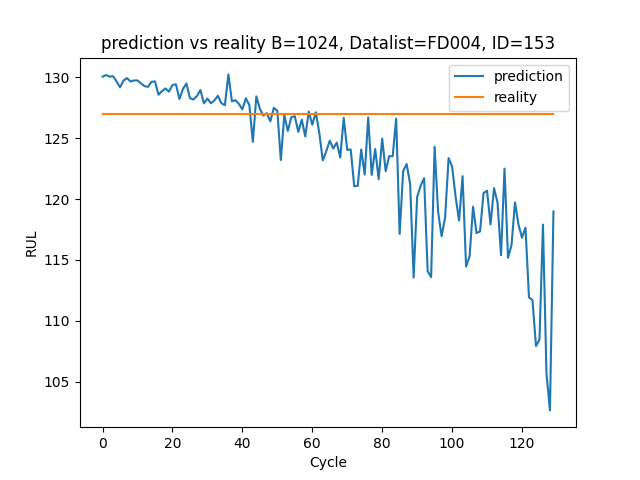 prediction vs reality B=1024, Datalist=FD004, ID=153
prediction
reality
RUL
130
125
120
115
110
105
0 20 40 60 80 100 120
Cycle